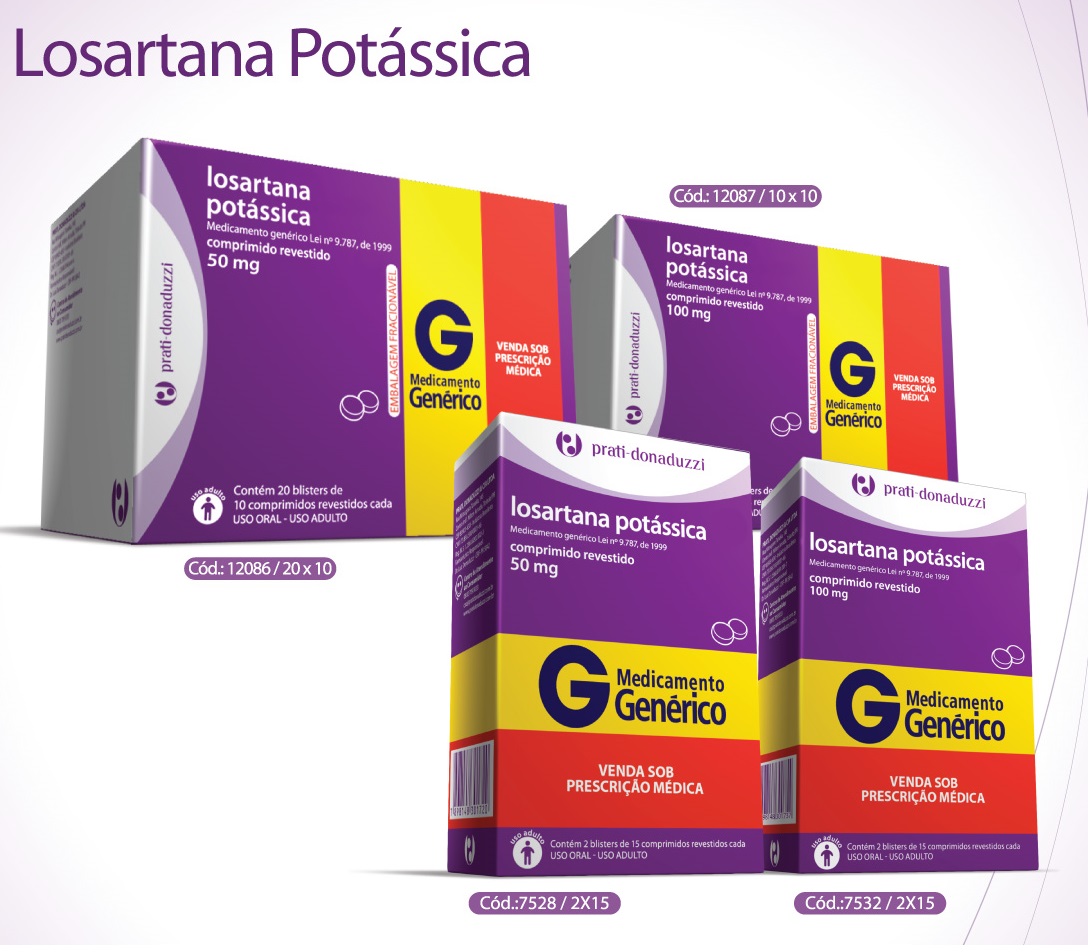 Losartana Potássica
losartana
potássica
Medicamento genérico Lei nº 9.787, de 1999
comprimido revestido
50 mg
prati-donaduzzi
EMBALAGEM FRACIONÁVEL
G
Medicamento
Genérico
VENDA SOB
PRESCRIÇÃO
MÉDICA
uso adulto
Contém 20 blisters de
10 comprimidos revestidos cada
USO ORAL - USO ADULTO
Cód.: 12086 / 20 x 10
Cód.: 12087 / 10 x 10
losartana
potássica
Medicamento genérico Lei nº 9.787, de 1999
comprimido revestido
100 mg
prati-donaduzzi
EMBALAGEM FRACIONÁVEL
G
Medicamento
Genérico
VENDA SOB
PRESCRIÇÃO
MÉDICA
prati-donaduzzi
losartana potássica
Medicamento genérico Lei nº 9.787, de 1999
comprimido revestido
50 mg
G
Medicamento
Genérico
VENDA SOB
PRESCRIÇÃO MÉDICA
uso adulto
Contém 2 blisters de 15 comprimidos revestidos cada
USO ORAL - USO ADULTO
Cód.:7528 / 2X15
prati-donaduzzi
losartana potássica
Medicamento genérico Lei nº 9.787, de 1999
comprimido revestido
100 mg
G
Medicamento
Genérico
VENDA SOB
PRESCRIÇÃO MÉDICA
uso adulto
Contém 2 blisters de 15 comprimidos revestidos cada
USO ORAL - USO ADULTO
Cód.:7532 / 2X15